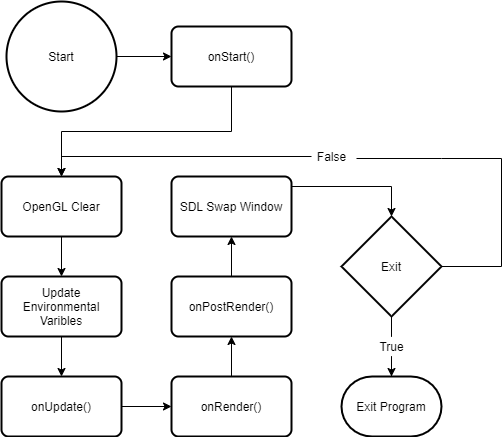 Start
onStart()
False
OpenGL Clear
SDL Swap Window
Exit
Update
Environmental
Varibles
onPostRender()
True
onUpdate()
onRender()
Exit Program